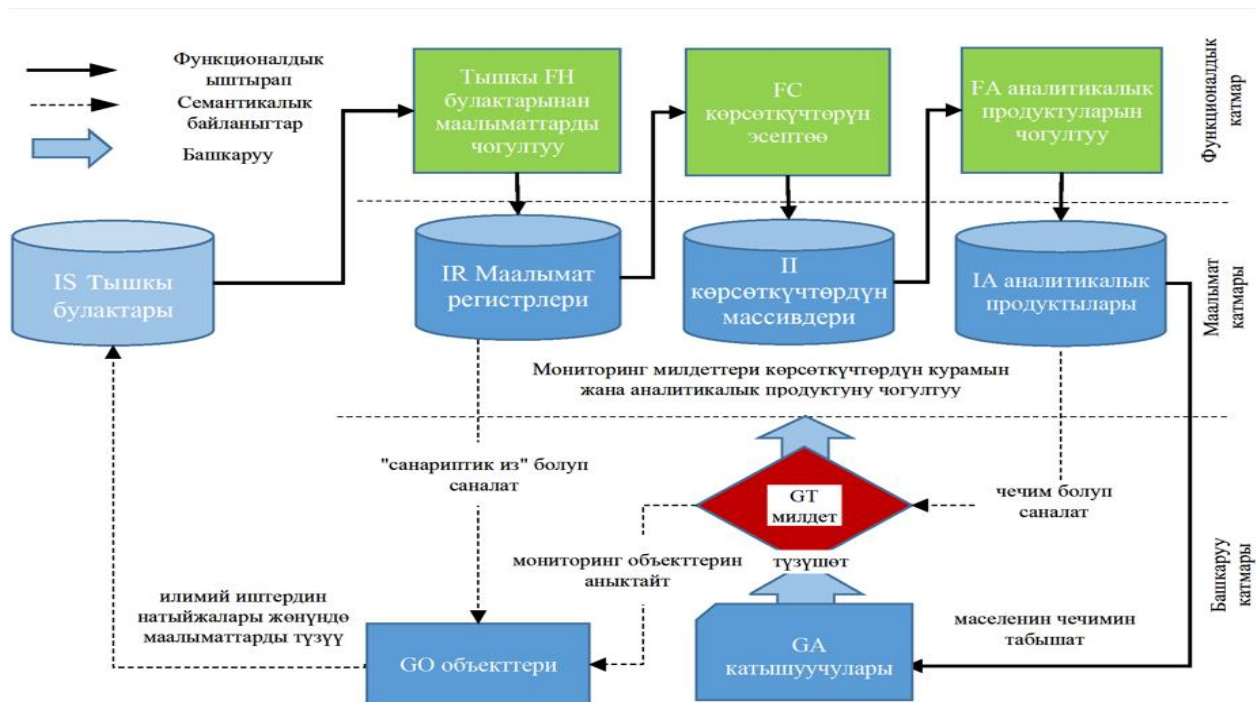 Функционалдык
ыштырап
Семантикалык
байланыгтар
Башкаруу
Тышкы FH
булактарынан
маалыматтарды
чогултуу
FC
көрсөткүчтөрүн
эсептөө
FA аналитикалык
продуктуларын
чогултуу
Функционалдык
катмар
IS Тышкы
булактары
IR Маалымат
регистрлери
II
көрсөткүчтөрдүн
массивдери
IA аналитикалык
продуктылары
Маалымат
катмары
Мониторинг милдеттери көрсөткүчтөрдүн курамын
жана аналитикалык продуктуну чогултуу
"санариптик из" болуп
саналат
GT
милдет
чечим болуп
саналат
мониторинг объекттерин
аныктайт
түзүшөт
Башкаруу
катмары
илимий иштердин
натыйжалары жөнүндө
маалыматтарды түзүү
GO объекттери
GA
катышуучулары
маселенин чечимин
табышат